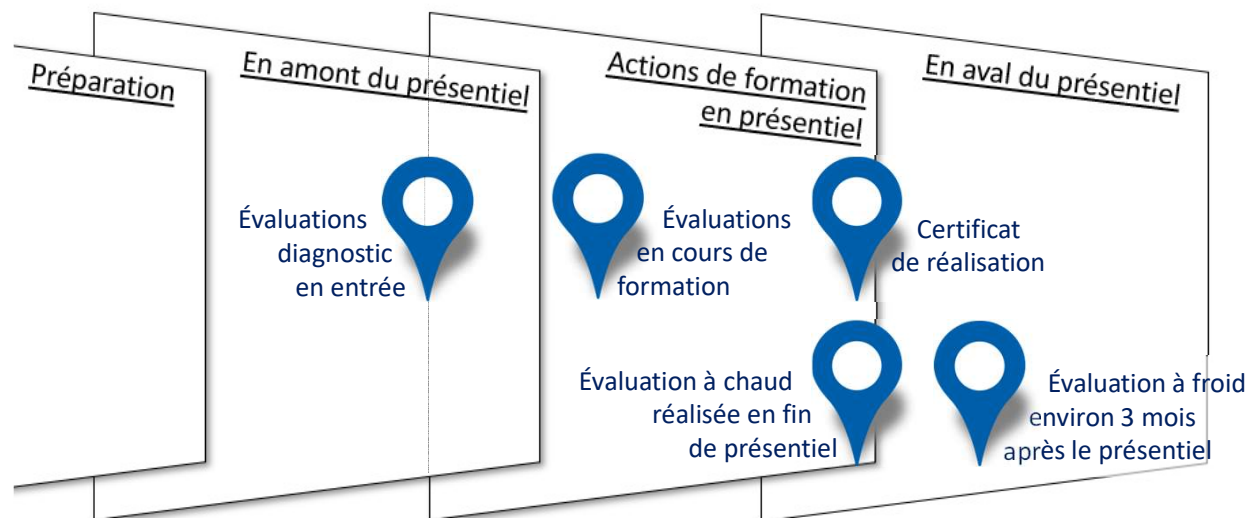 Préparation
En amont du présentiel
Actions de formation
en présentiel
En aval du présentiel
Évaluations
diagnostic
en entrée
Évaluations
en cours de
formation
Certificat
de réalisation
Évaluation à chaud
réalisée en fin
de présentiel
Évaluation à froid
environ 3 mois
après le présentiel